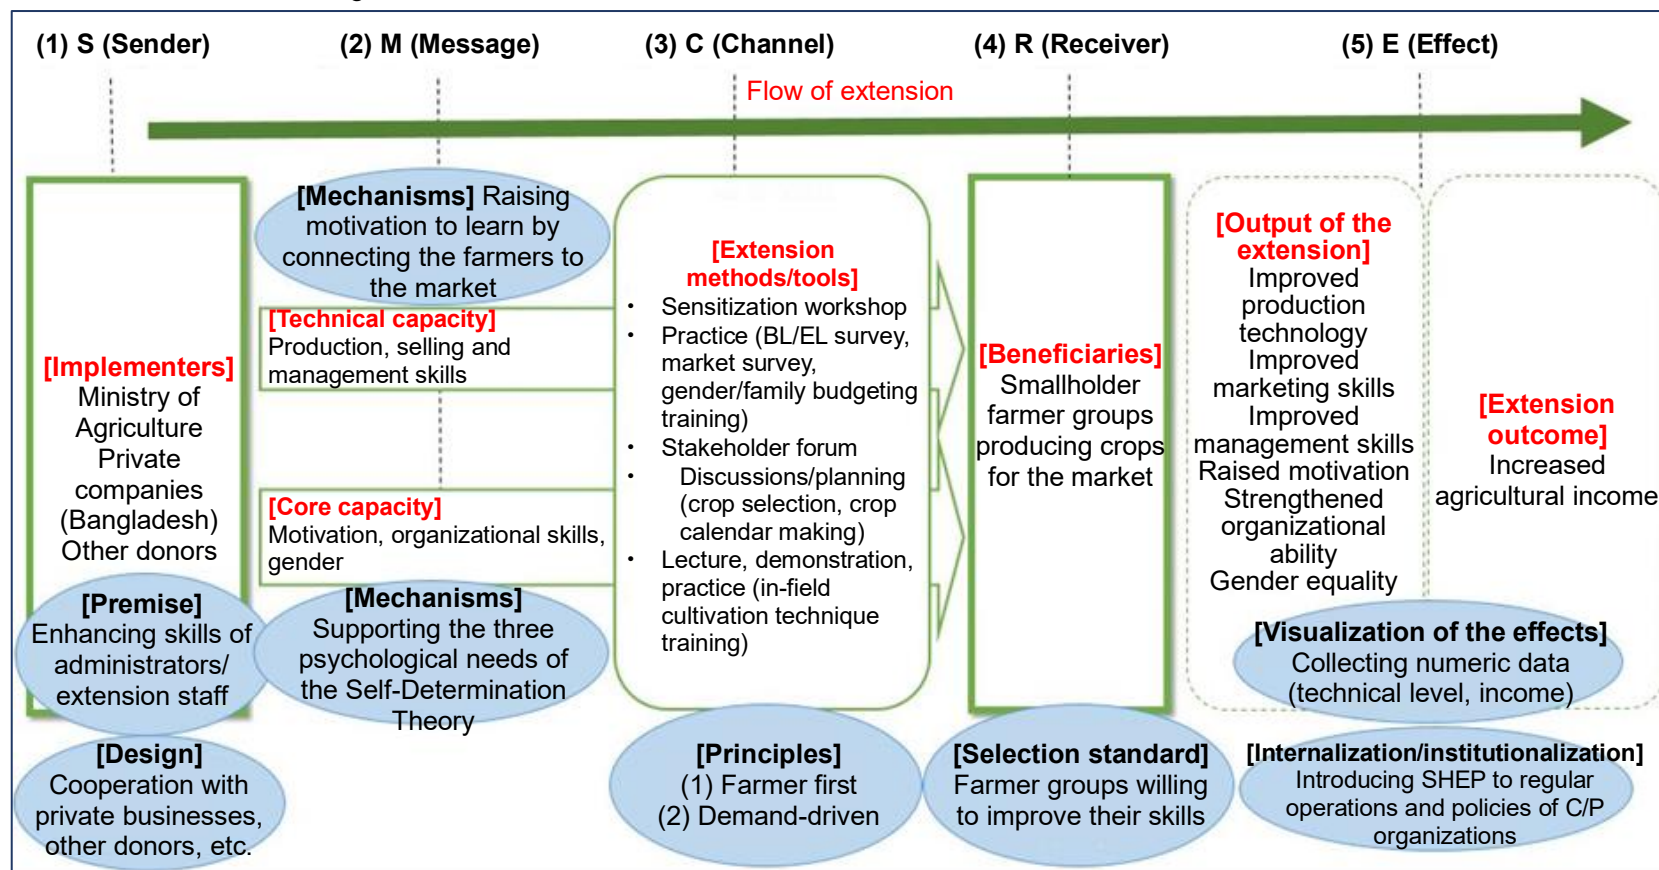 (1) S (Sender)
(2) M (Message)
(3) C (Channel)
(4) R (Receiver)
(5) E (Effect)
Flow of extension
[Implementers]
Ministry of
Agriculture
Private
companies
(Bangladesh)
Other donors
[Premise]
Enhancing skills of
administrators/
extension staff
[Design]
Cooperation with
private businesses,
other donors, etc.
[Mechanisms] Raising
motivation to learn by
connecting the farmers to
the market
[Technical capacity]
Production, selling and
management skills
[Core capacity]
Motivation, organizational skills,
gender
[Mechanisms]
Supporting the three
psychological needs of
the Self-Determination
Theory
[Extension
methods/tools]
・ Sensitization workshop
・ Practice (BL/EL survey,
market survey,
gender/family budgeting
training)
・ Stakeholder forum
・ Discussions/planning
(crop selection, crop
calendar making)
・ Lecture, demonstration,
practice (in-field
cultivation technique
training)
[Principles]
(1) Farmer first
(2) Demand-driven
[Beneficiaries]
Smallholder
farmer groups
producing crops
for the market
[Selection standard]
Farmer groups willing
to improve their skills
[Output of the
extension]
Improved
production
technology
Improved
marketing skills
Improved
management skills
Raised motivation
Strengthened
organizational
ability
Gender equality
[Extension
outcome]
Increased
agricultural income
[Visualization of the effects]
Collecting numeric data
(technical level, income)
[Internalization/institutionalization]
Introducing SHEP to regular
operations and policies of C/P
organizations